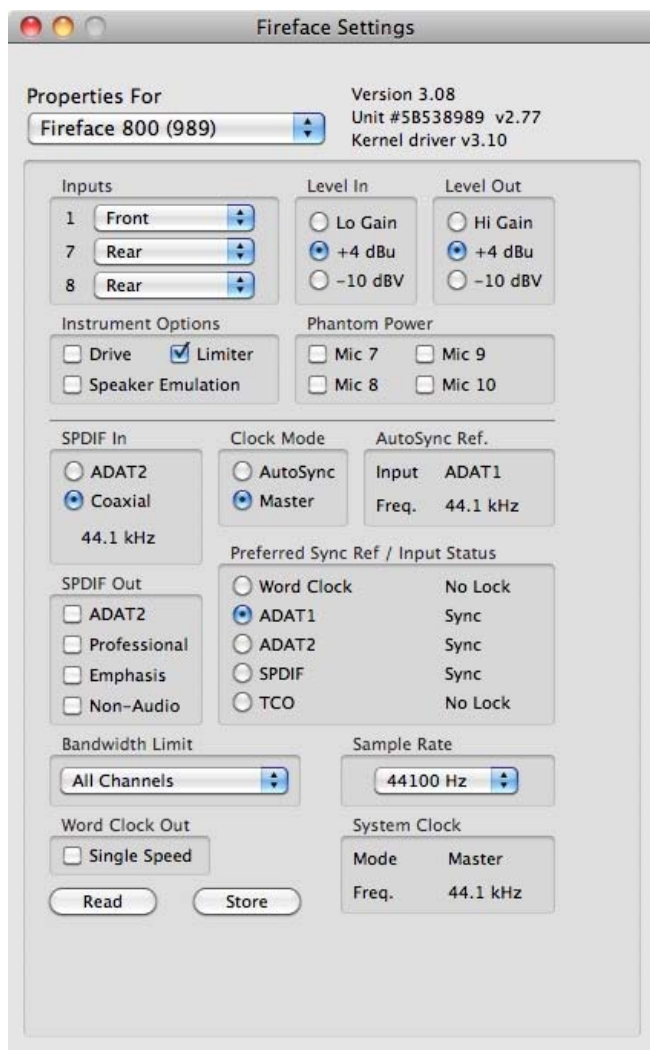 Fireface Settings
Properties For
Fireface 800 (989)
Version 3.08
Unit #5B538989 v2.77
Kernel driver v3.10
Inputs
1 Front
7 Rear
8 Rear
Level In
Lo Gain
+4 dBu
-10 dBV
Level Out
Hi Gain
+4 dBu
-10 dBV
Instrument Options
Drive Limiter
Speaker Emulation
Phantom Power
Mic 7 Mic 9
Mic 8 Mic 10
SPDIF In
ADAT2
Coaxial
44.1 kHz
Clock Mode
AutoSync
Master
AutoSync Ref.
Input ADAT1
Freq. 44.1 kHz
SPDIF Out
ADAT2
Professional
Emphasis
Non-Audio
Preferred Sync Ref / Input Status
Word Clock No Lock
ADAT1 Sync
ADAT2 Sync
SPDIF Sync
TCO No Lock
Bandwidth Limit
All Channels
Sample Rate
44100 Hz
Word Clock Out
Single Speed
System Clock
Mode Master
Freq. 44.1 kHz
Read Store